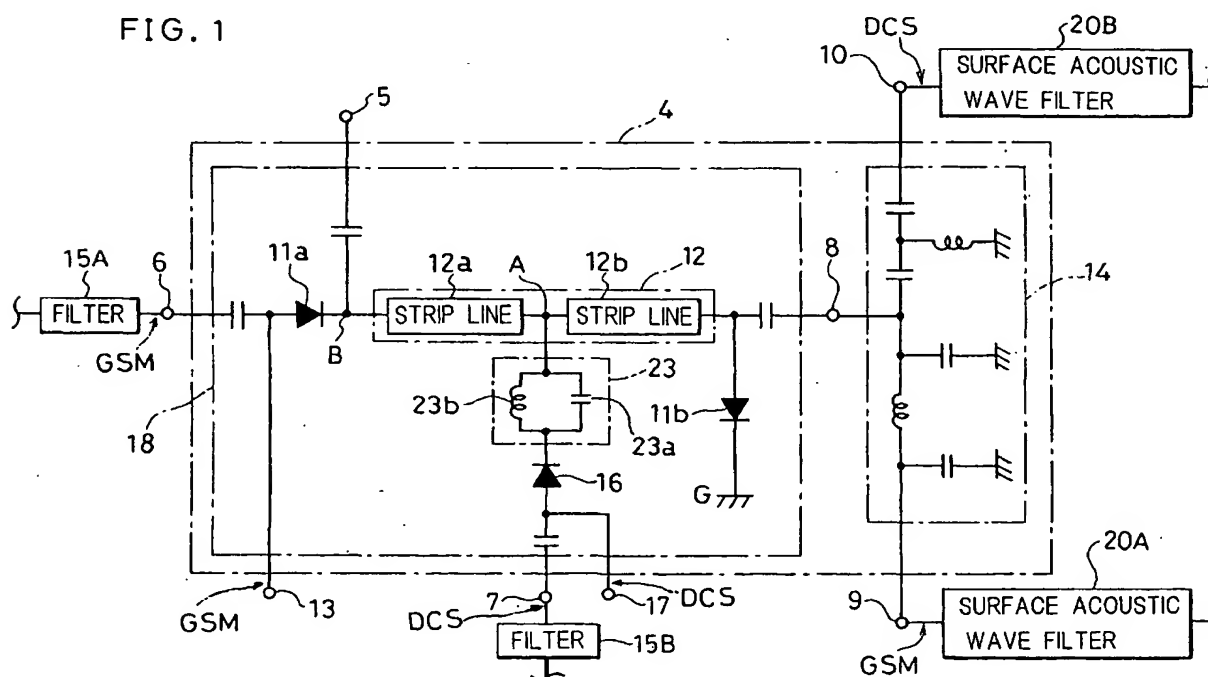 FIG. 1
DCS
20B
10
SURFACE ACOUSTIC
WAVE FILTER
5
4
15A
6
11a
12a
A
12b
12
8
14
FILTER
STRIP LINE
STRIP LINE
GSM
B
23
23b
23a
11b
18
16
G
20A
GSM
13
7
DCS
17
DCS
9
SURFACE ACOUSTIC
WAVE FILTER
FILTER
15B
GSM